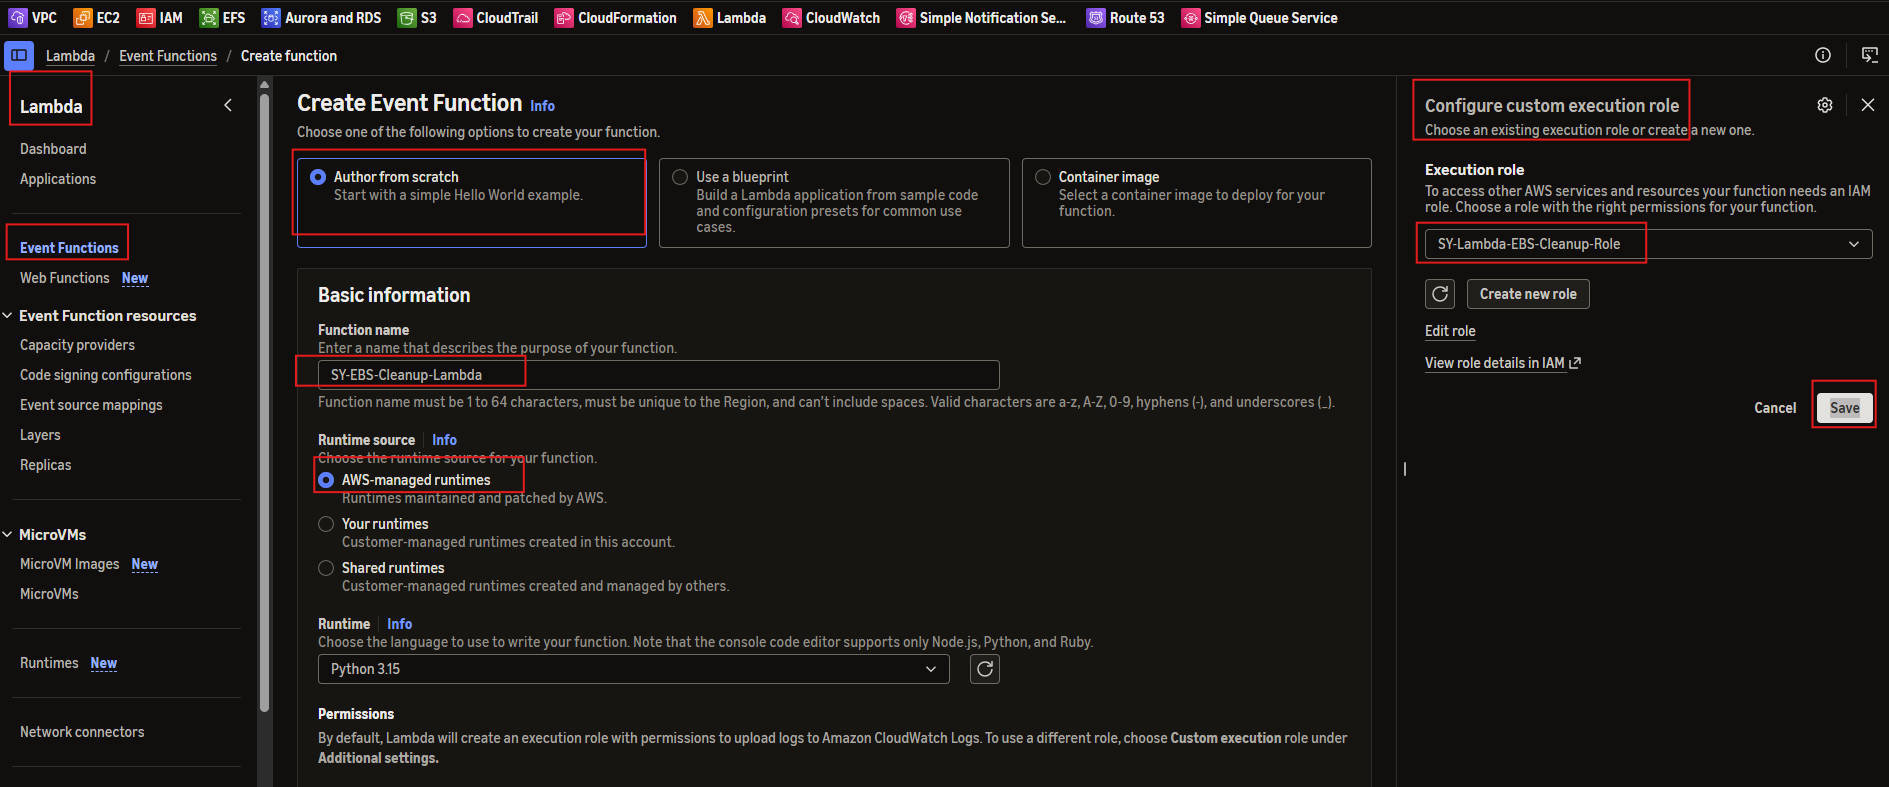 VPC EC2 IAM EFS Aurora and RDS S3 CloudTrail CloudFormation Lambda CloudWatch Simple Notification Se... Route 53 Simple Queue Service
Lambda / Event Functions / Create function
Lambda
Dashboard
Applications
Event Functions
Web Functions New
Event Function resources
Capacity providers
Code signing configurations
Event source mappings
Layers
Replicas
MicroVMs
MicroVM Images New
MicroVMs
Runtimes New
Network connectors
Create Event Function Info
Choose one of the following options to create your function.
Author from scratch
Start with a simple Hello World example.
Use a blueprint
Build a Lambda application from sample code
and configuration presets for common use
cases.
Container image
Select a container image to deploy for your
function.
Basic information
Function name
Enter a name that describes the purpose of your function.
SY-EBS-Cleanup-Lambda
Function name must be 1 to 64 characters, must be unique to the Region, and can't include spaces. Valid characters are a-z, A-Z, 0-9, hyphens (-), and underscores (_).
Runtime source Info
Choose the runtime source for your function.
AWS-managed runtimes
Runtimes maintained and patched by AWS.
Your runtimes
Customer-managed runtimes created in this account.
Shared runtimes
Customer-managed runtimes created and managed by others.
Runtime Info
Choose the language to use to write your function. Note that the console code editor supports only Node.js, Python, and Ruby.
Python 3.15
Permissions
By default, Lambda will create an execution role with permissions to upload logs to Amazon CloudWatch Logs. To use a different role, choose Custom execution role under
Additional settings.
Configure custom execution role
Choose an existing execution role or create a new one.
Execution role
To access other AWS services and resources your function needs an IAM
role. Choose a role with the right permissions for your function.
SY-Lambda-EBS-Cleanup-Role
Create new role
Edit role
View role details in IAM
Cancel Save